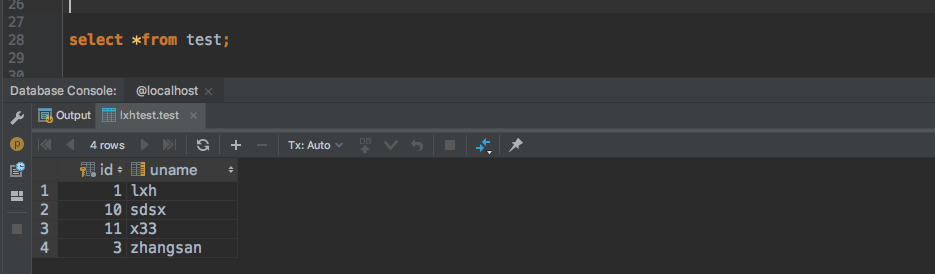 26
27
28 select *from test;
29
30
Database Console: @localhost ×
Output lxhtest.test ×
4 rows Tx: Auto DB
id uname
1 1 lxh
2 10 sdsx
3 11 x33
4 3 zhangsan